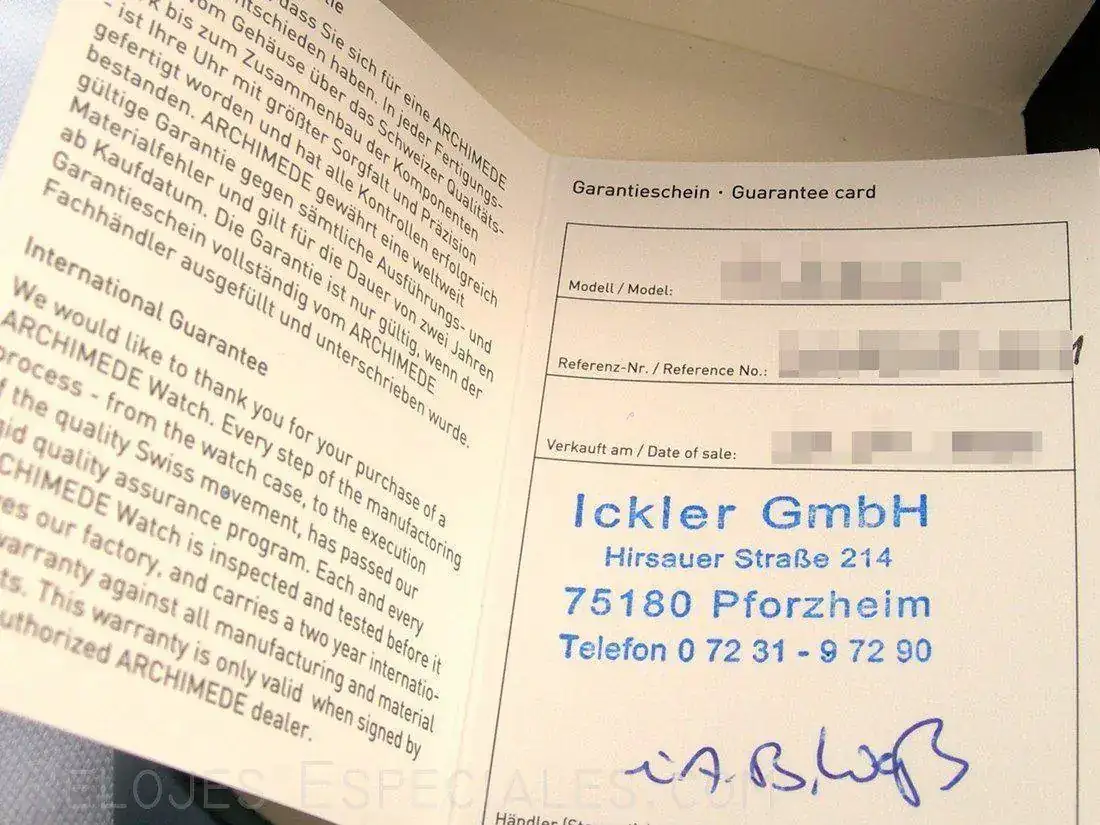 dass Sie sich für eine ARCHIMEDE
entschieden haben. In jeder Fertigungs-
vom Gehäuse über das Schweizer Qualitäts-
bis zum Zusammenbau der Komponenten
- ist Ihre Uhr mit größter Sorgfalt und Präzision
gefertigt worden und hat alle Kontrollen erfolgreich
bestanden. ARCHIMEDE gewährt eine weltweit
gültige Garantie gegen sämtliche Ausführungs- und
Materialfehler und gilt für die Dauer von zwei Jahren
ab Kaufdatum. Die Garantie ist nur gültig, wenn der
Garantieschein vollständig vom ARCHIMEDE
Fachhändler ausgefüllt und unterschrieben wurde.
International Guarantee
We would like to thank you for your purchase of a
ARCHIMEDE Watch. Every step of the manufactoring
process - from the watch case, to the execution
of the quality Swiss movement, has passed our
rigid quality assurance program. Each and every
ARCHIMEDE Watch is inspected and tested before it
leaves our factory, and carries a two year internatio-
warranty against all manufacturing and material
This warranty is only valid when signed by
authorized ARCHIMEDE dealer.
Garantieschein · Guarantee card
Modell / Model:
Referenz-Nr. / Reference No.:
Verkauft am / Date of sale:
Ickler GmbH
Hirsauer Straße 214
75180 Pforzheim
Telefon 0 72 31 - 9 72 90
i.A. B.
Händler
RELOJES ESPECIALES.COM